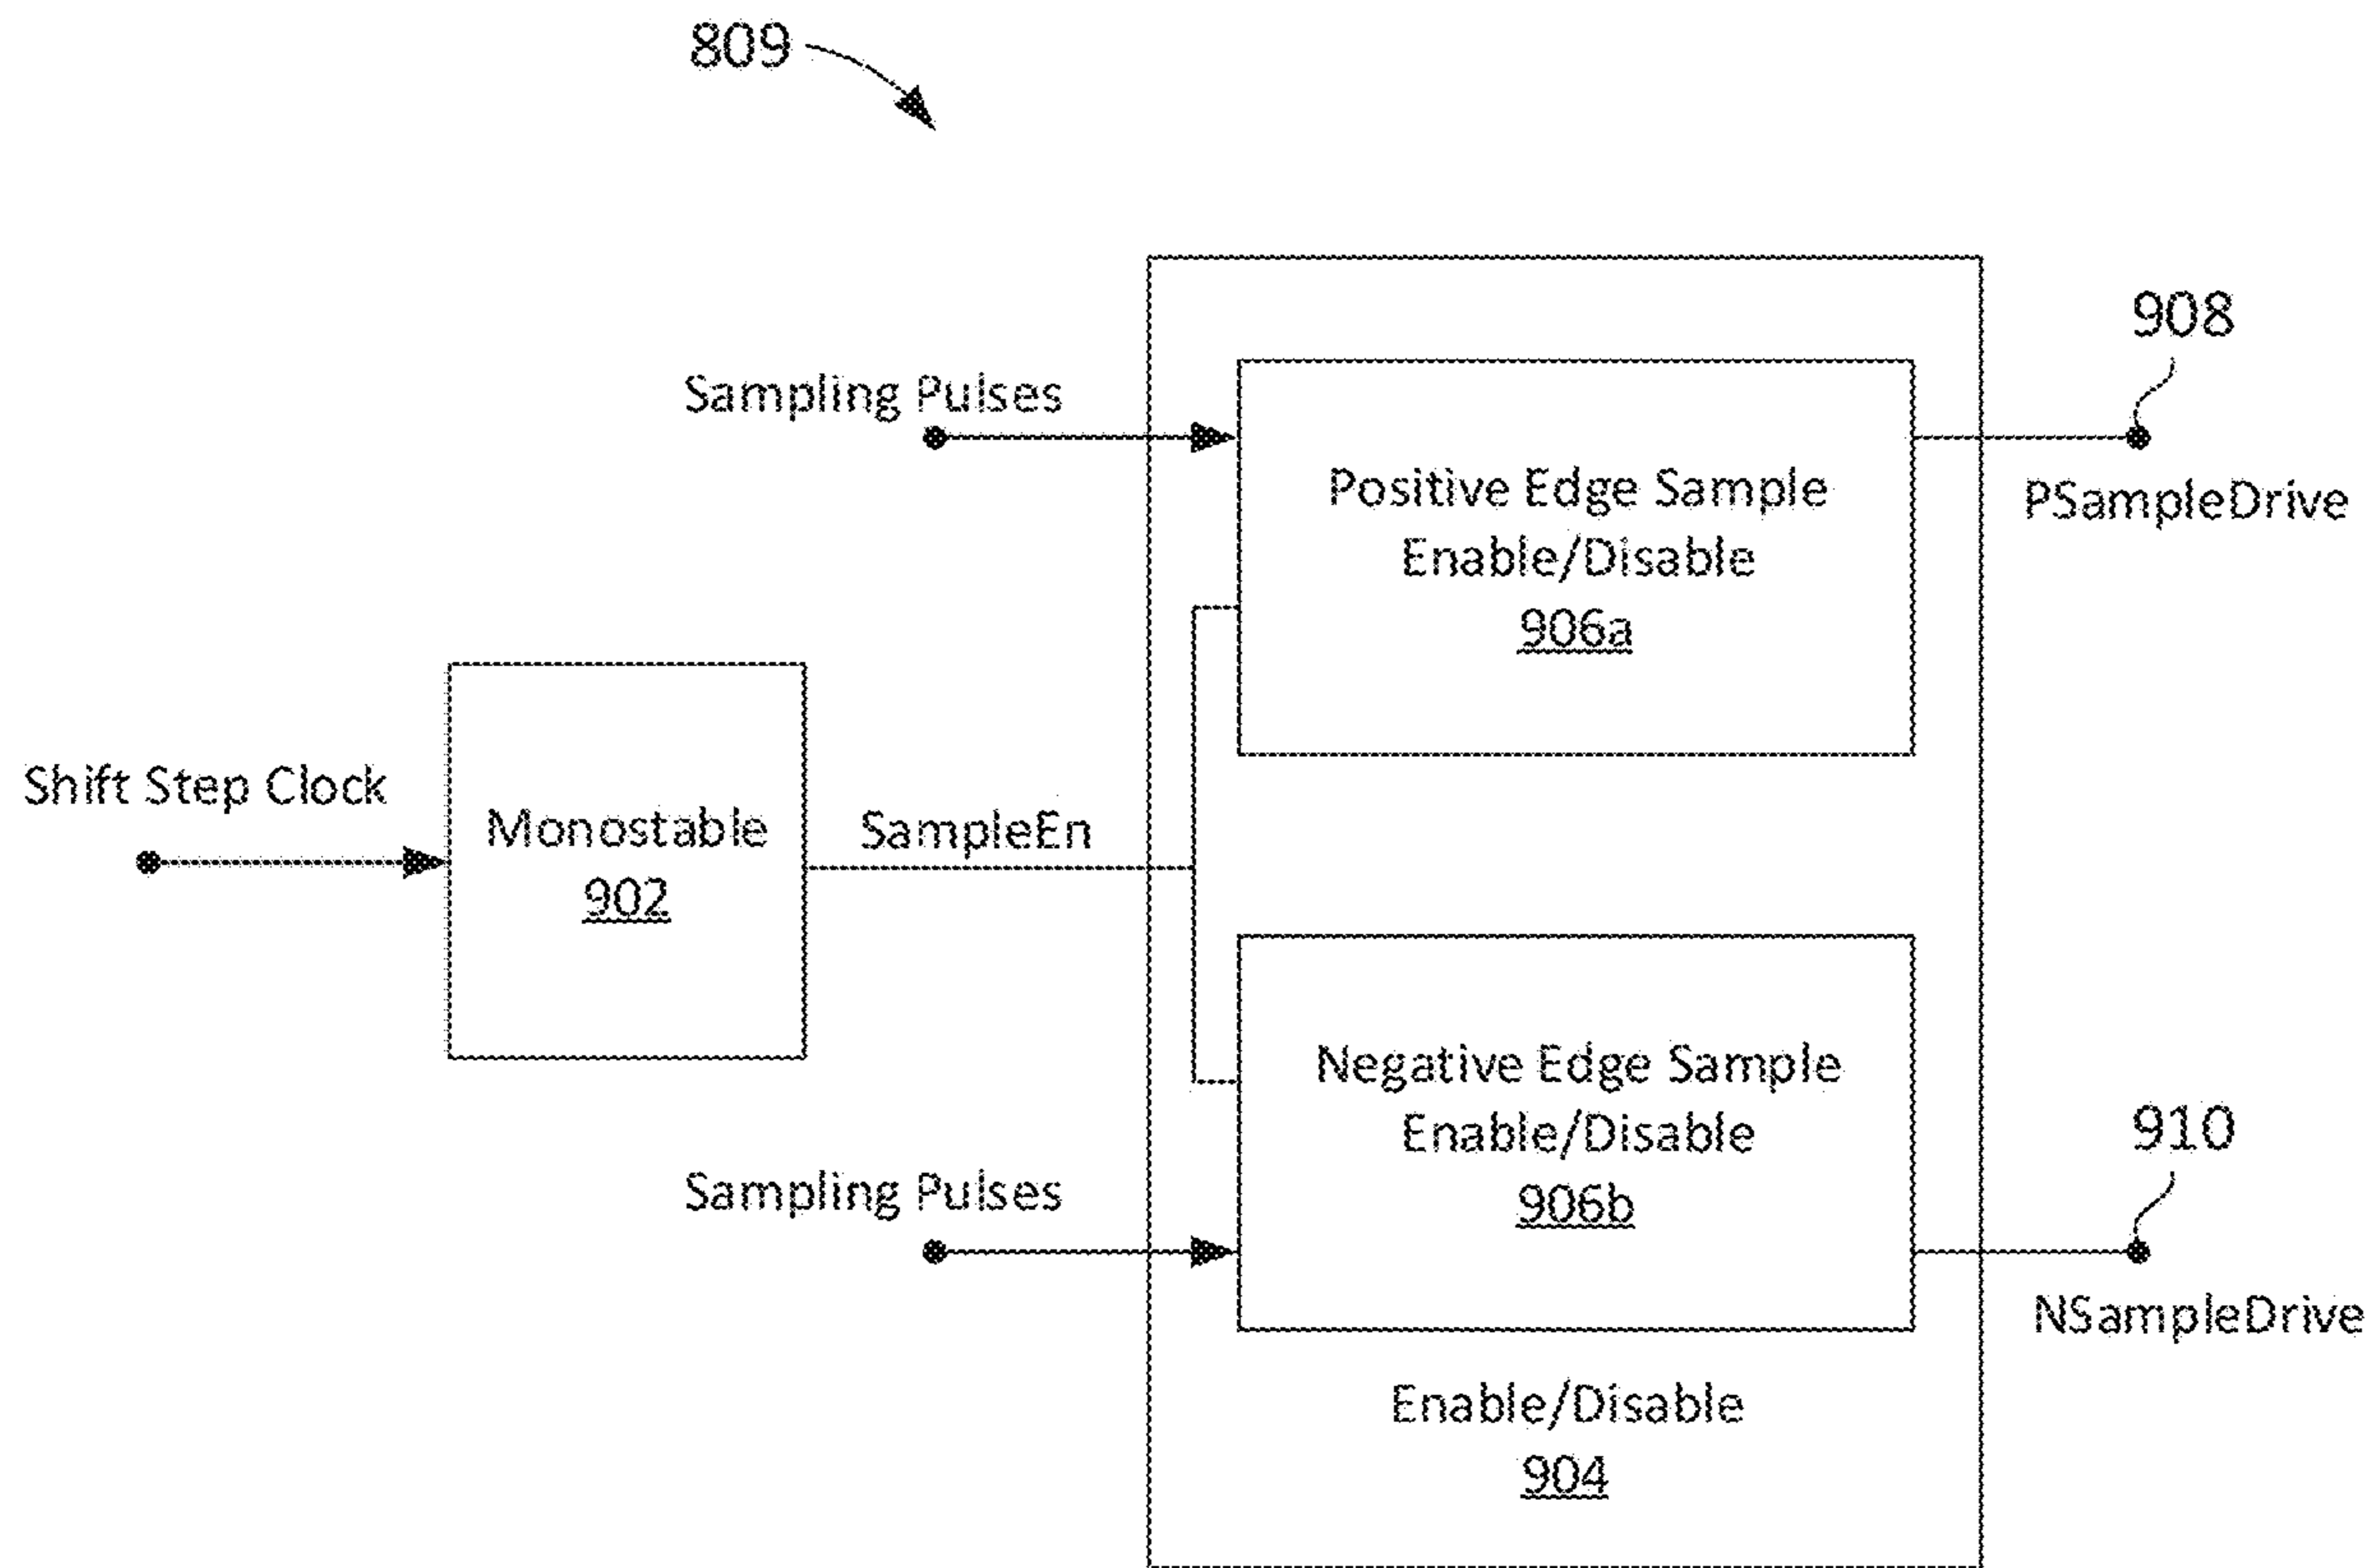 809
908
Sampling Pulses
Positive Edge Sample
Enable/Disable
906a
PSampleDrive
Shift Step Clock
Monostable
902
SampleEn
Negative Edge Sample
Enable/Disable
906b
Sampling Pulses
910
NSampleDrive
Enable/Disable
904